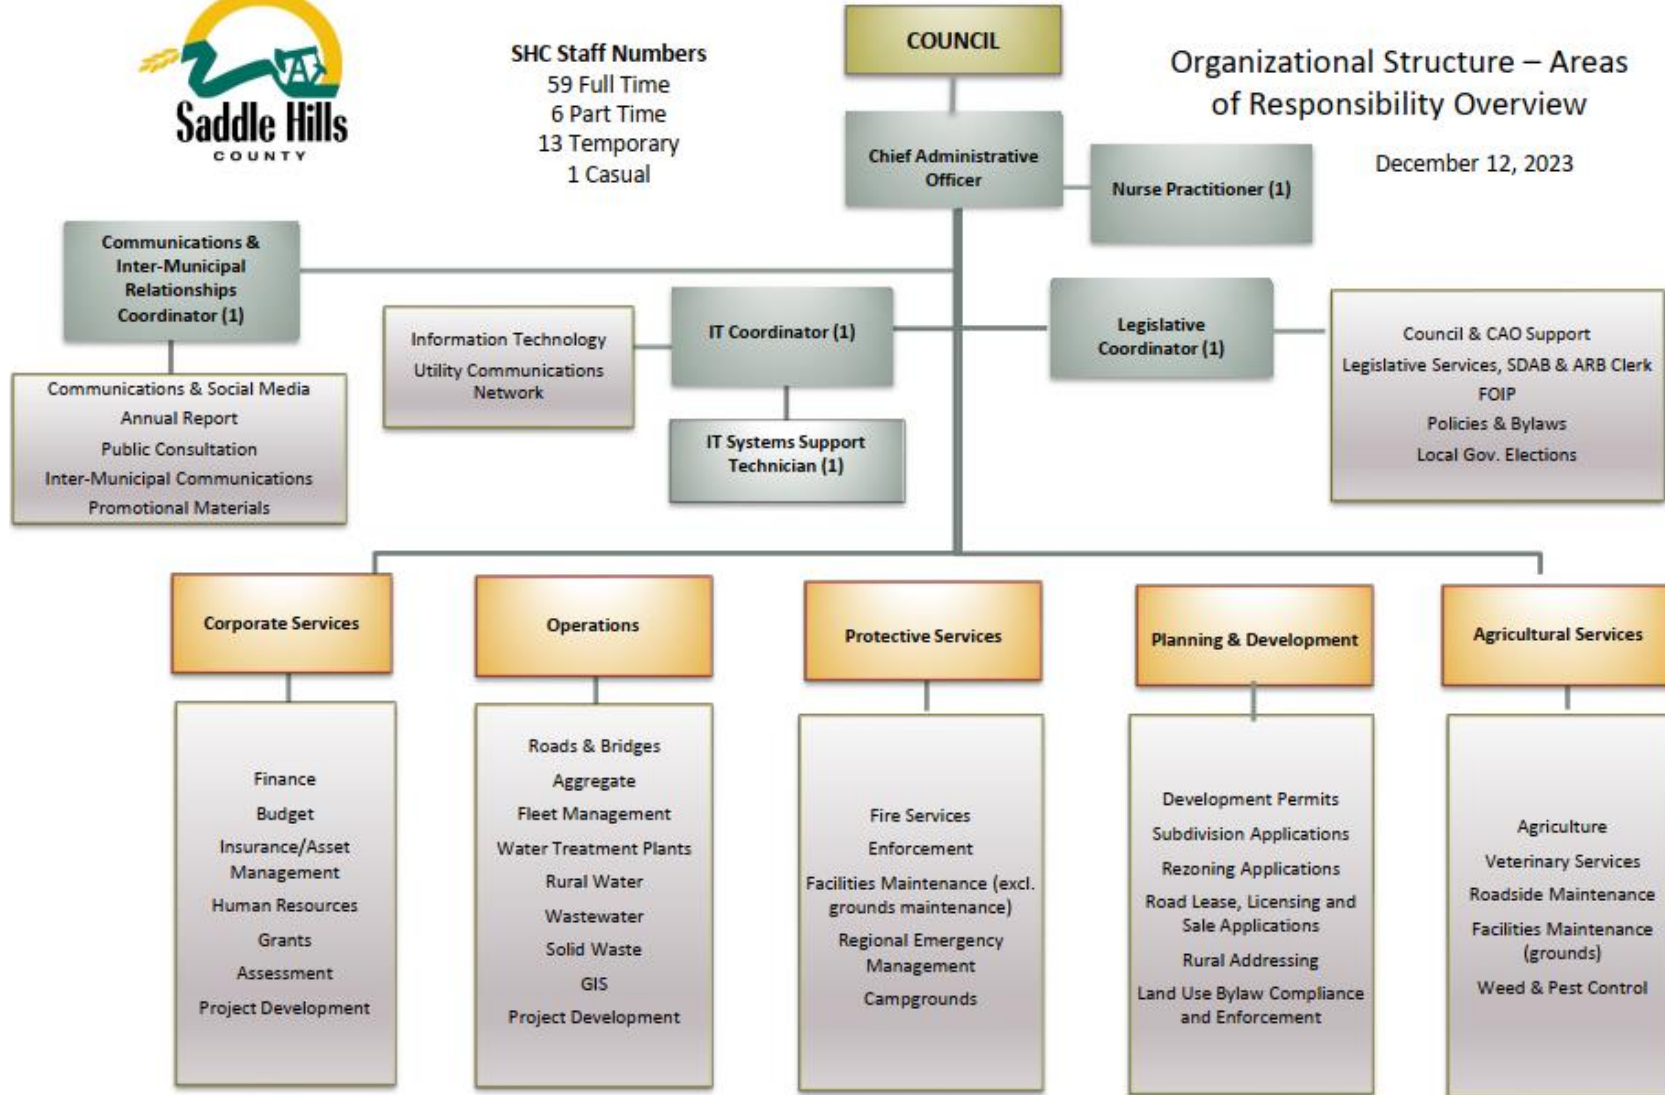 Saddle Hills
COUNTY
SHC Staff Numbers
59 Full Time
6 Part Time
13 Temporary
1 Casual
COUNCIL
Organizational Structure – Areas
of Responsibility Overview
December 12, 2023
Chief Administrative
Officer
Nurse Practitioner (1)
Communications &
Inter-Municipal
Relationships
Coordinator (1)
Communications & Social Media
Annual Report
Public Consultation
Inter-Municipal Communications
Promotional Materials
Information Technology
Utility Communications
Network
IT Coordinator (1)
IT Systems Support
Technician (1)
Legislative
Coordinator (1)
Council & CAO Support
Legislative Services, SDAB & ARB Clerk
FOIP
Policies & Bylaws
Local Gov. Elections
Corporate Services
Finance
Budget
Insurance/Asset
Management
Human Resources
Grants
Assessment
Project Development
Operations
Roads & Bridges
Aggregate
Fleet Management
Water Treatment Plants
Rural Water
Wastewater
Solid Waste
GIS
Project Development
Protective Services
Fire Services
Enforcement
Facilities Maintenance (excl.
grounds maintenance)
Regional Emergency
Management
Campgrounds
Planning & Development
Development Permits
Subdivision Applications
Rezoning Applications
Road Lease, Licensing and
Sale Applications
Rural Addressing
Land Use Bylaw Compliance
and Enforcement
Agricultural Services
Agriculture
Veterinary Services
Roadside Maintenance
Facilities Maintenance
(grounds)
Weed & Pest Control